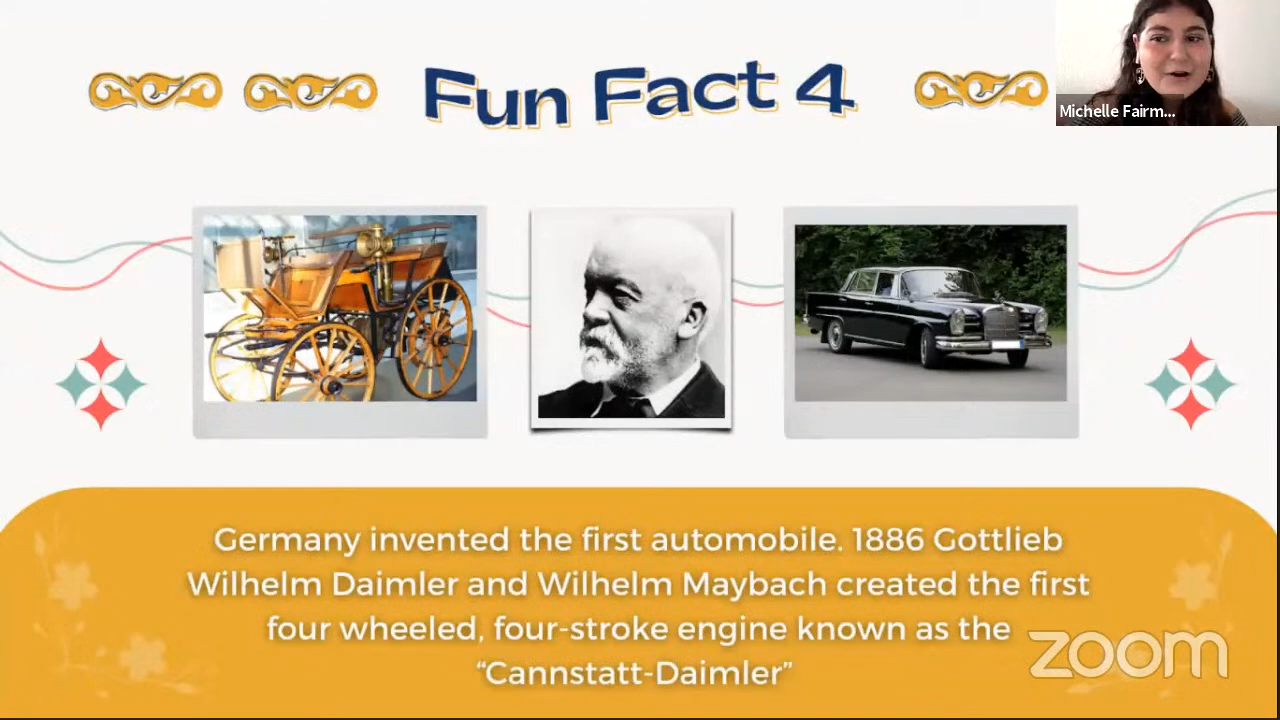 Fun Fact 4
Michelle Fairm...
Germany invented the first automobile. 1886 Gottlieb
Wilhelm Daimler and Wilhelm Maybach created the first
four wheeled, four-stroke engine known as the
“Cannstatt-Daimler”
zoom